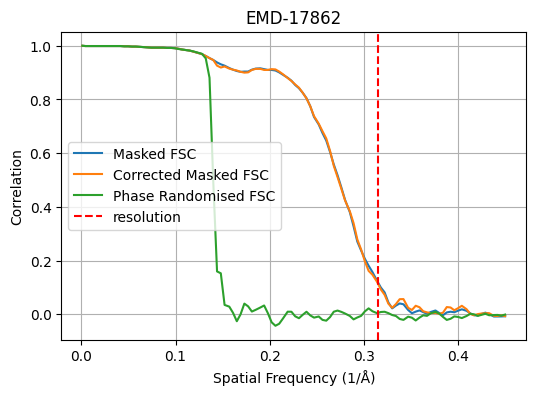 EMD-17862
1.0
0.8
0.6
0.4
0.2
0.0
Correlation
Masked FSC
Corrected Masked FSC
Phase Randomised FSC
resolution
0.0
0.1
0.2
0.3
0.4
Spatial Frequency (1/Å)